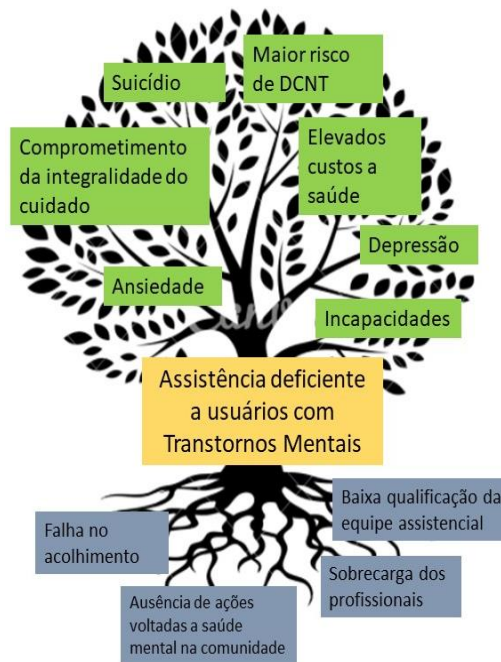 Maior risco
de DCNT
Suicídio
Elevados
custos a
saúde
Comprometimento
da integralidade do
cuidado
Depressão
Ansiedade
Incapacidades
Assistência deficiente
a usuários com
Transtornos Mentais
Baixa qualificação da
equipe assistencial
Falha no
acolhimento
Sobrecarga dos
profissionais
Ausência de ações
voltadas a saúde
mental na comunidade